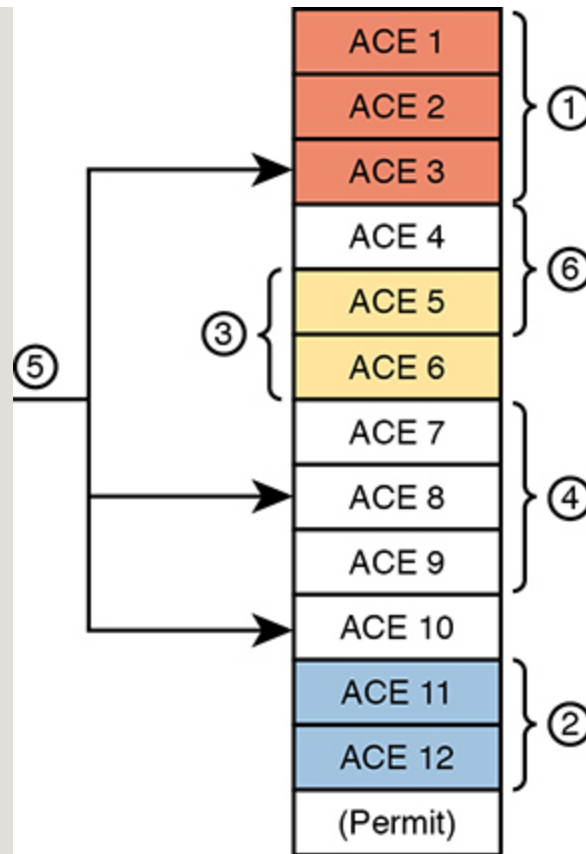 ACE 1
①
ACE 2
ACE 3
ACE 4
⑥
ACE 5
③
⑤
ACE 6
ACE 7
ACE 8
④
ACE 9
ACE 10
ACE 11
②
ACE 12
(Permit)